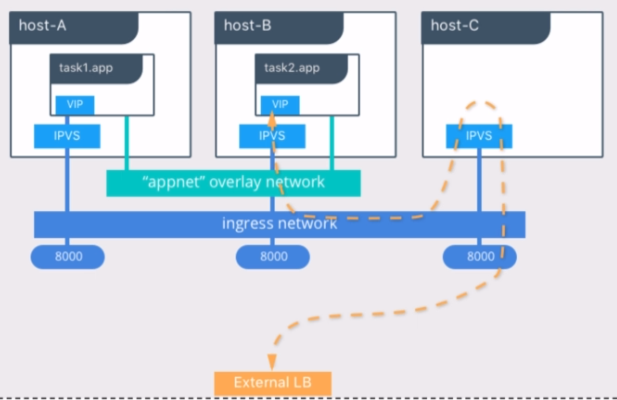 host-A
host-B
host-C
task1.app
task2.app
VIP
VIP
IPVS
IPVS
IPVS
“appnet” overlay network
ingress network
8000
8000
8000
External LB